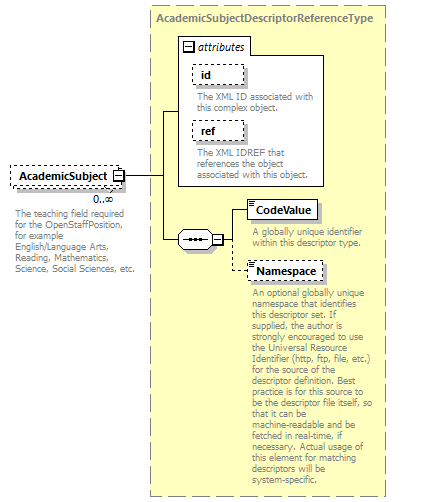 AcademicSubjectDescriptorReferenceType
attributes
id
The XML ID associated with
this complex object.
ref
The XML IDREF that
references the object
associated with this object.
AcademicSubject
0..∞
The teaching field required
for the OpenStaffPosition,
for example
English/Language Arts,
Reading, Mathematics,
Science, Social Sciences, etc.
CodeValue
A globally unique identifier
within this descriptor type.
Namespace
An optional globally unique
namespace that identifies
this descriptor set. If
supplied, the author is
strongly encouraged to use
the Universal Resource
Identifier (http, ftp, file, etc.)
for the source of the
descriptor definition. Best
practice is for this source to
be the descriptor file itself, so
that it can be
machine-readable and be
fetched in real-time, if
necessary. Actual usage of
this element for matching
descriptors will be
system-specific.